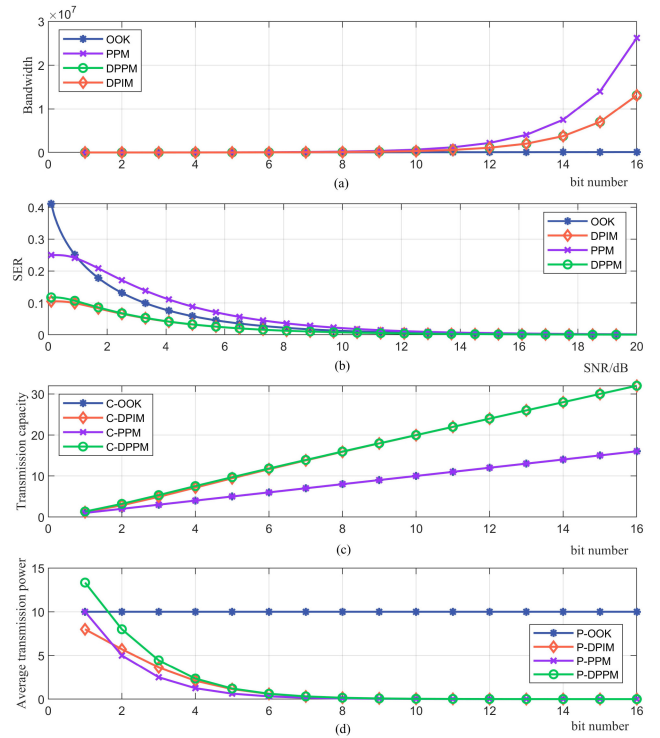 ×10^7
3
2
1
0
Bandwidth
OOK
PPM
DPPM
DPIM
0 2 4 6 8 10 12 14 16
(a)
bit number
0.4
0.3
0.2
0.1
0
SER
OOK
DPIM
PPM
DPPM
0 2 4 6 8 10 12 14 16 18 20
(b)
SNR/dB
30
20
10
0
Transmission capacity
C-OOK
C-DPIM
C-PPM
C-DPPM
0 2 4 6 8 10 12 14 16
(c)
bit number
15
10
5
0
Average transmission power
P-OOK
P-DPIM
P-PPM
P-DPPM
0 2 4 6 8 10 12 14 16
(d)
bit number